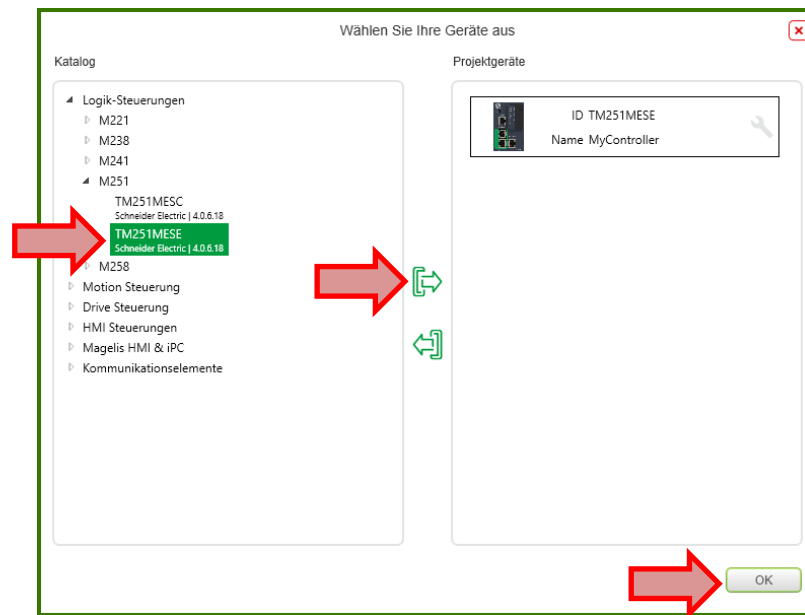 Wählen Sie Ihre Geräte aus
Katalog
Projektgeräte
Logik-Steuerungen
M221
M238
M241
M251
TM251MESC
Schneider Electric | 4.0.6.18
TM251MESE
Schneider Electric | 4.0.6.18
M258
Motion Steuerung
Drive Steuerung
HMI Steuerungen
Magelis HMI & iPC
Kommunikationselemente
ID TM251MESE
Name MyController
OK